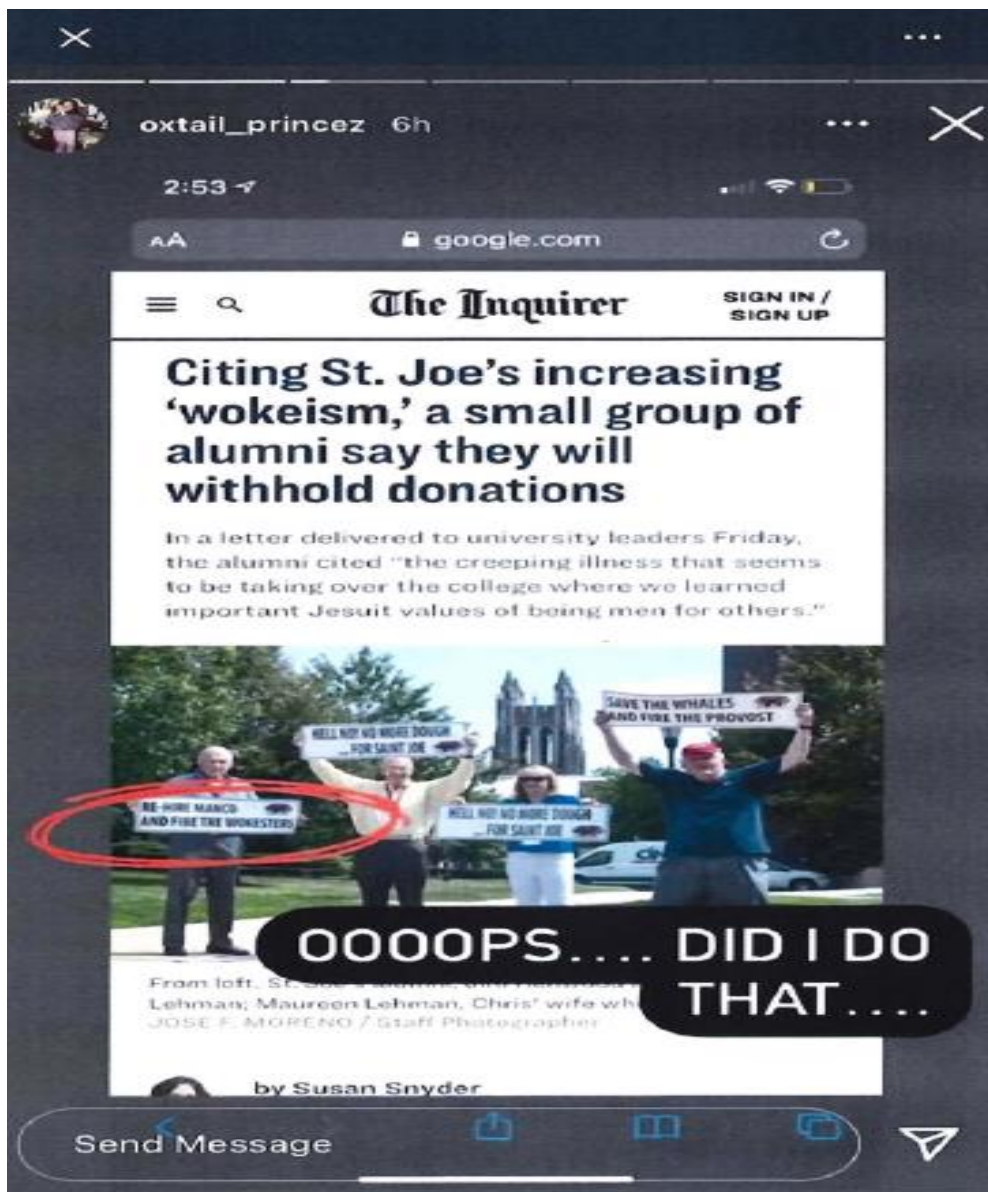 oxtail_princez 6h
2:53
AA google.com
The Inquirer
SIGN IN /
SIGN UP
Citing St. Joe's increasing
'wokeism,' a small group of
alumni say they will
withhold donations
In a letter delivered to university leaders Friday,
the alumni cited "the creeping illness that seems
to be taking over the college where we learned
important Jesuit values of being men for others."
SAVE THE WHALES
AND FIRE THE PROVOST
HELL NO! NO MORE DOUGH
...FOR SAINT JOE
RE-HIRE MANCO
AND FIRE THE WOKESTERS
HELL NO! NO MORE DOUGH
...FOR SAINT JOE
OOOOPS.... DID I DO
THAT....
From left, St. Joe's
Lehman; Maureen Lehman, Chris' wife
JOSE F. MORENO / Staff Photographer
by Susan Snyder
Send Message